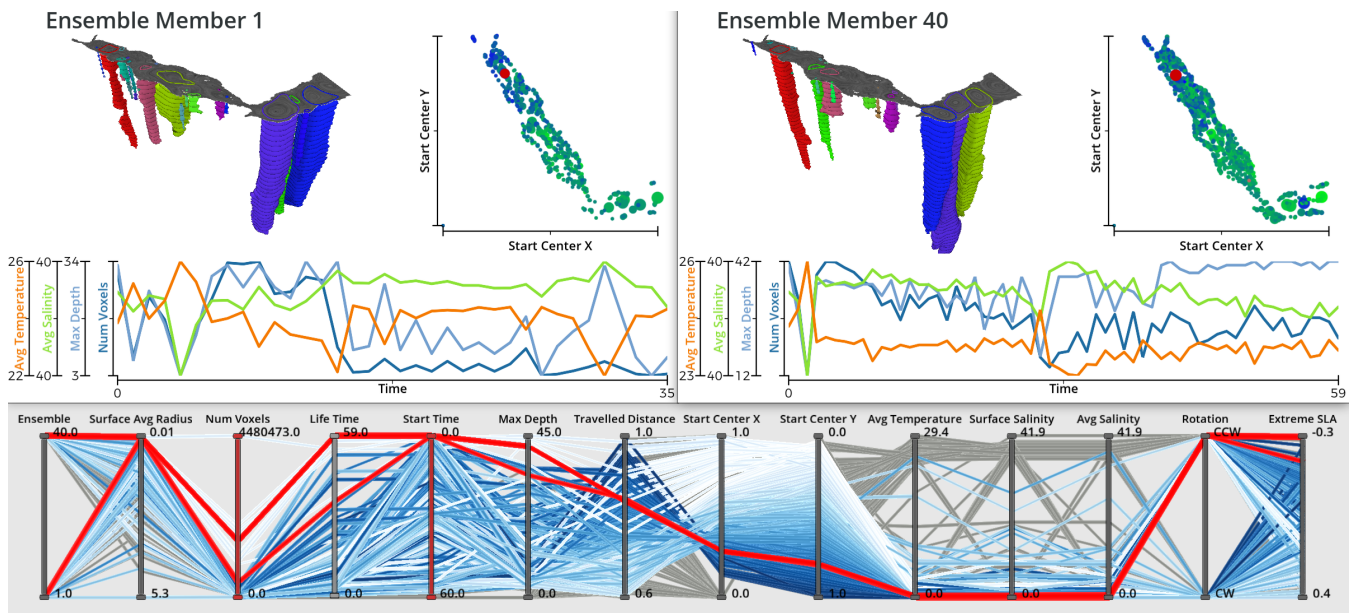 Ensemble Member 1
Start Center Y
Start Center X
Avg Temperature
Avg Salinity
Max Depth
Num Voxels
26 40 34
22 40 3
0 Time 35
Ensemble Member 40
Start Center Y
Start Center X
Avg Temperature
Avg Salinity
Max Depth
Num Voxels
26 40 42
23 40 12
0 Time 59
Ensemble Surface Avg Radius Num Voxels Life Time Start Time Max Depth Travelled Distance Start Center X Start Center Y Avg Temperature Surface Salinity Avg Salinity Rotation Extreme SLA
40.0 0.01 4480473.0 59.0 0.0 45.0 1.0 1.0 0.0 29.4 41.9 41.9 CCW -0.3
1.0 5.3 0.0 0.0 60.0 0.0 0.6 0.0 1.0 0.0 0.0 0.0 CW 0.4